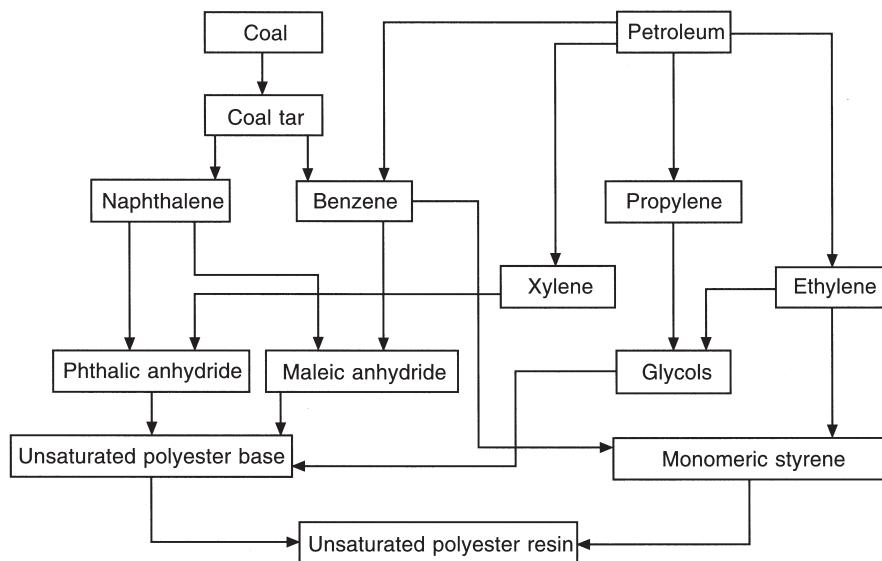 Coal
Petroleum
Coal tar
Naphthalene
Benzene
Propylene
Xylene
Ethylene
Phthalic anhydride
Maleic anhydride
Glycols
Unsaturated polyester base
Monomeric styrene
Unsaturated polyester resin